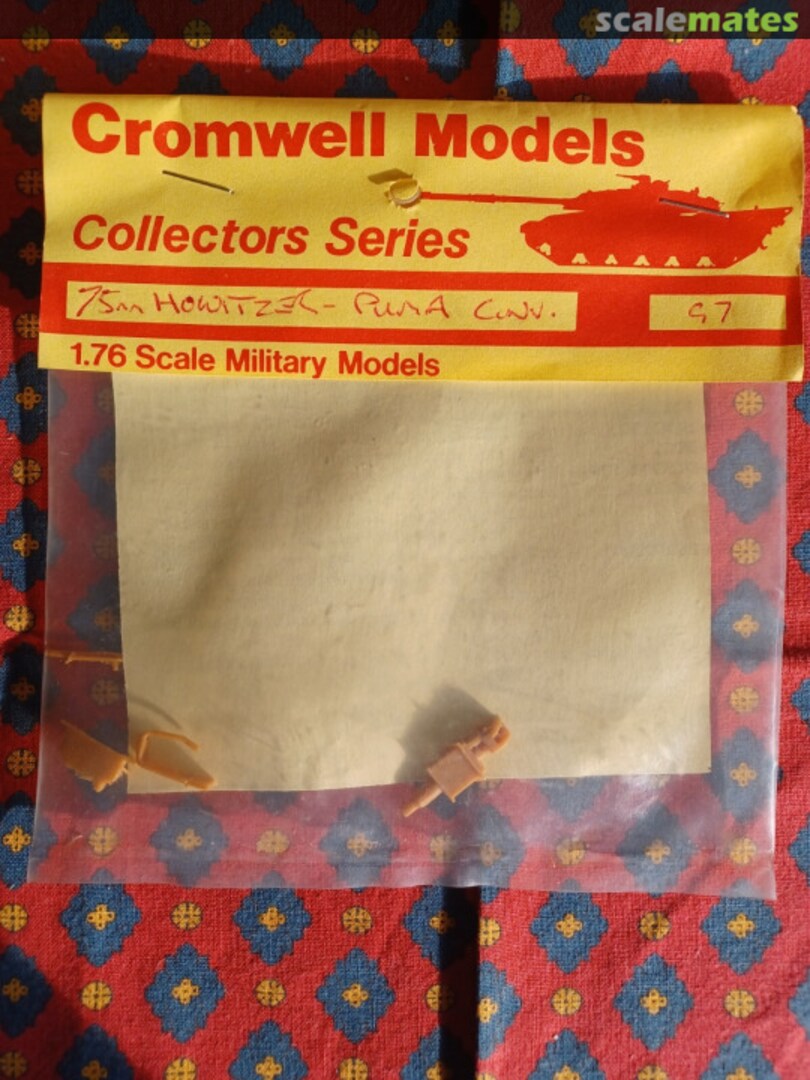 scalemates
Cromwell Models
Collectors Series
75mm HOWITZER - PUMA CONV.
G7
1.76 Scale Military Models